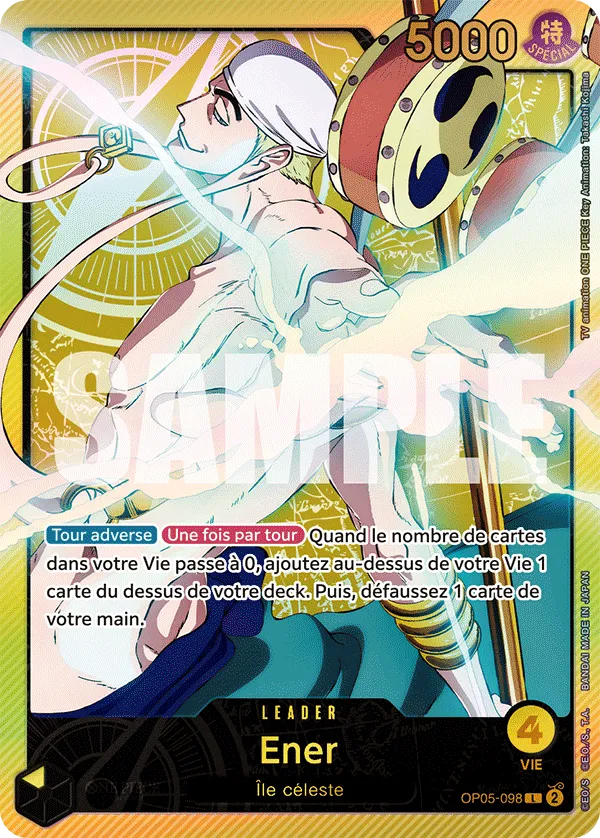 5000
特
SPÉCIAL
TV animation ONE PIECE Key Animation: Takashi Kojima
SAMPLE
Tour adverse Une fois par tour Quand le nombre de cartes
dans votre Vie passe à 0, ajoutez au-dessus de votre Vie 1
carte du dessus de votre deck. Puis, défaussez 1 carte de
votre main.
LEADER
Ener
Île céleste
4
VIE
OP05-098 L 2
©E.O/S ©E.O./S., T.A. BANDAI MADE IN JAPAN